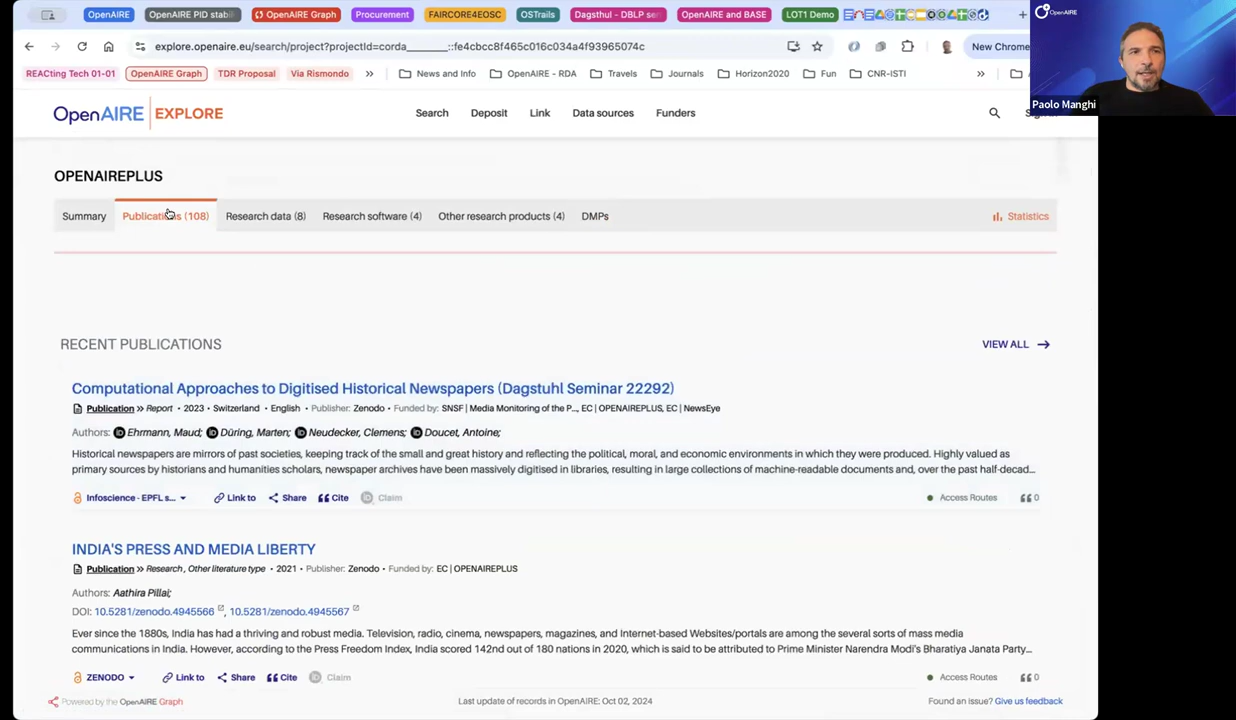 OpenAIRE OpenAIRE PID stabi OpenAIRE Graph Procurement FAIRCORE4EOSC OSTrails Dagsthul - DBLP se OpenAIRE and BASE LOT1 Demo
OpenAIRE
explore.openaire.eu/search/project?projectId=corda_______::fe4cbcc8f465c016c034a4f93965074c New Chrome
REACting Tech 01-01 OpenAIRE Graph TDR Proposal Via Rismondo » News and Info OpenAIRE - RDA Travels Journals Horizon2020 Fun CNR-ISTI »
Paolo Manghi
OpenAIRE EXPLORE Search Deposit Link Data sources Funders
OPENAIREPLUS
Summary Publications (108) Research data (8) Research software (4) Other research products (4) DMPs Statistics
RECENT PUBLICATIONS VIEW ALL
Computational Approaches to Digitised Historical Newspapers (Dagstuhl Seminar 22292)
Publication » Report • 2023 • Switzerland • English • Publisher: Zenodo • Funded by: SNSF | Media Monitoring of the P..., EC | OPENAIREPLUS, EC | NewsEye
Authors: Ehrmann, Maud; Düring, Marten; Neudecker, Clemens; Doucet, Antoine;
Historical newspapers are mirrors of past societies, keeping track of the small and great history and reflecting the political, moral, and economic environments in which they were produced. Highly valued as
primary sources by historians and humanities scholars, newspaper archives have been massively digitised in libraries, resulting in large collections of machine-readable documents and, over the past half-decad...
Infoscience - EPFL s... Link to Share Cite Claim Access Routes 0
INDIA'S PRESS AND MEDIA LIBERTY
Publication » Research , Other literature type • 2021 • Publisher: Zenodo • Funded by: EC | OPENAIREPLUS
Authors: Aathira Pillai;
DOI: 10.5281/zenodo.4945566 , 10.5281/zenodo.4945567
Ever since the 1880s, India has had a thriving and robust media. Television, radio, cinema, newspapers, magazines, and Internet-based Websites/portals are among the several sorts of mass media
communications in India. However, according to the Press Freedom Index, India scored 142nd out of 180 nations in 2020, which is said to be attributed to Prime Minister Narendra Modi's Bharatiya Janata Party...
ZENODO Link to Share Cite Claim Access Routes 0
Powered by the OpenAIRE Graph Last update of records in OpenAIRE: Oct 02, 2024 Found an issue? Give us feedback